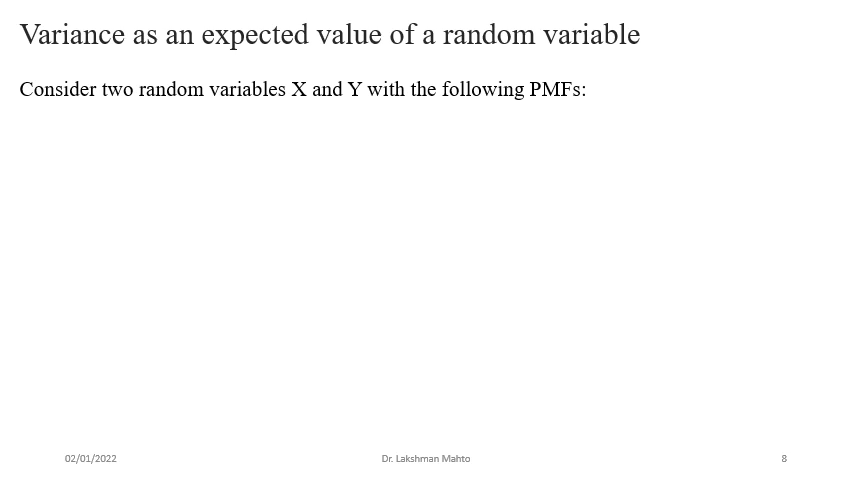 Variance as an expected value of a random variable
Consider two random variables X and Y with the following PMFs:
02/01/2022
Dr. Lakshman Mahto
8